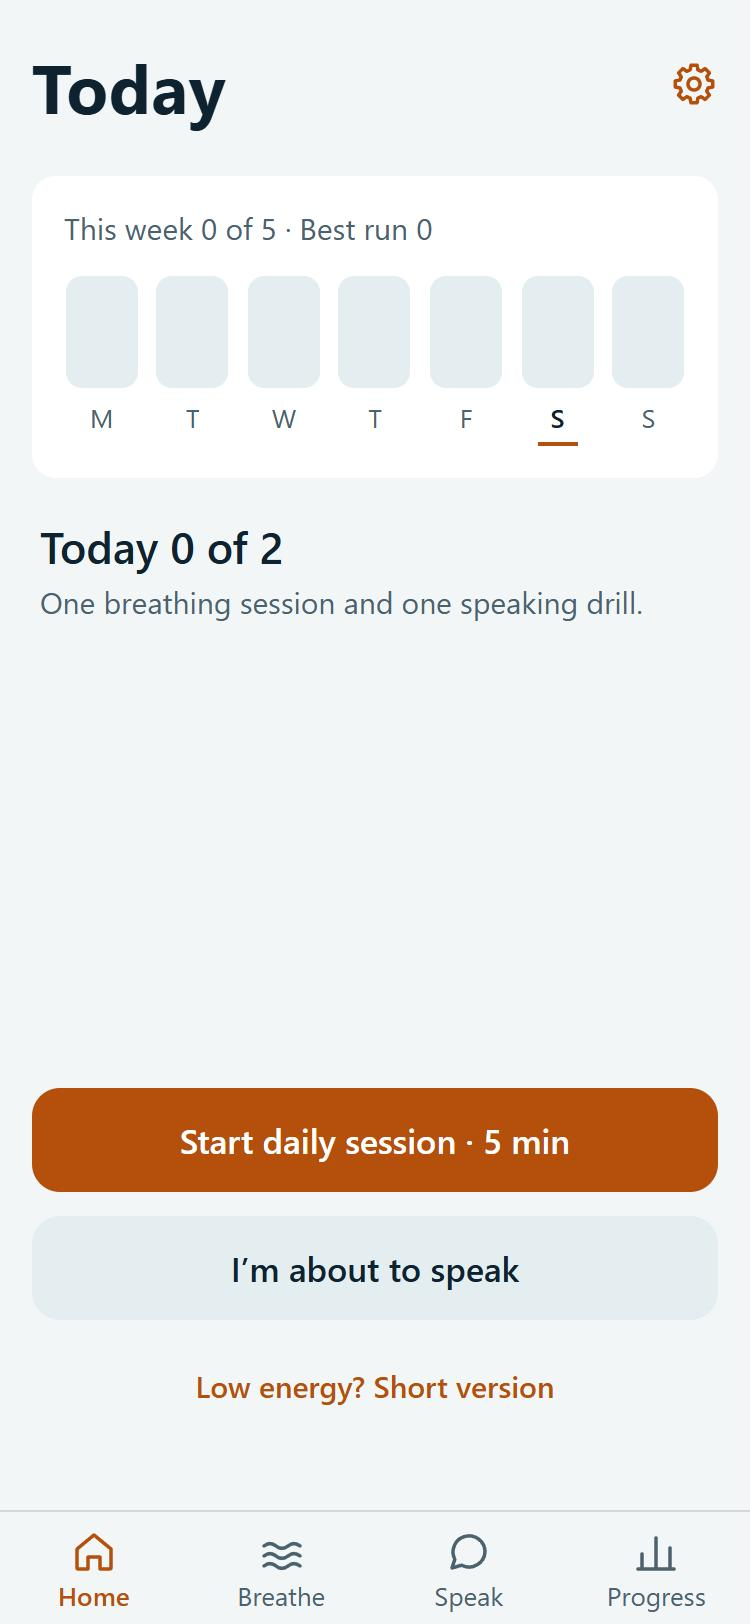 Today
This week 0 of 5 · Best run 0
M T W T F S S
Today 0 of 2
One breathing session and one speaking drill.
Start daily session · 5 min
I’m about to speak
Low energy? Short version
Home Breathe Speak Progress